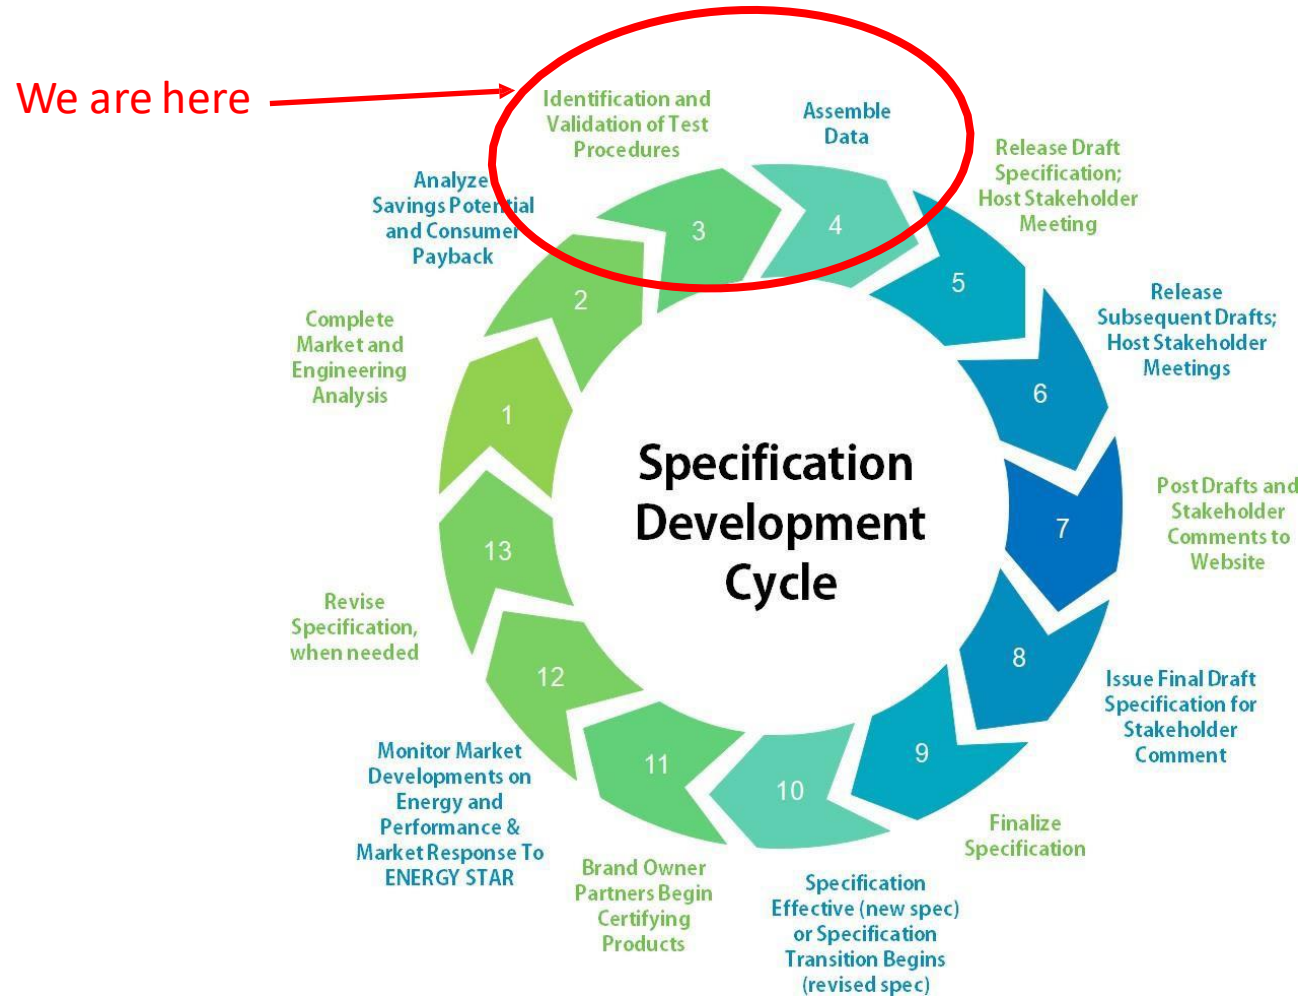 We are here
Identification and
Validation of Test
Procedures
Assemble
Data
Release Draft
Specification;
Host Stakeholder
Meeting
Analyze
Savings Potential
and Consumer
Payback
3
4
5
2
Release
Subsequent Drafts;
Host Stakeholder
Meetings
Complete
Market and
Engineering
Analysis
1
6
Specification
Development
Cycle
Post Drafts and
Stakeholder
Comments to
Website
7
13
Revise
Specification,
when needed
8
12
Issue Final Draft
Specification for
Stakeholder
Comment
9
11
10
Monitor Market
Developments on
Energy and
Performance &
Market Response To
ENERGY STAR
Finalize
Specification
Brand Owner
Partners Begin
Certifying
Products
Specification
Effective (new spec)
or Specification
Transition Begins
(revised spec)